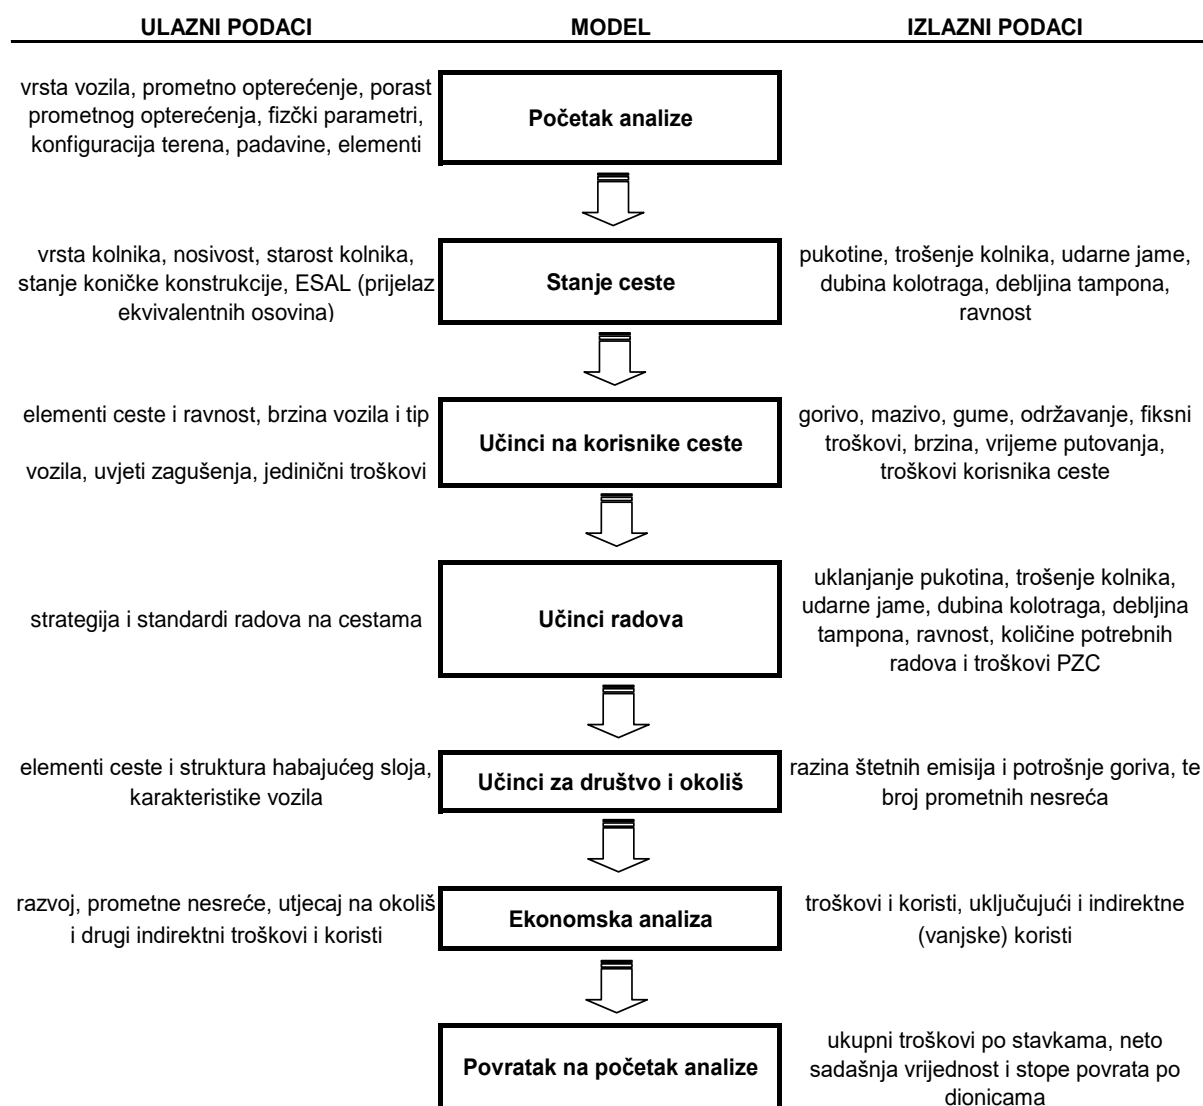 ULAZNI PODACI
MODEL
IZLAZNI PODACI
vrsta vozila, prometno opterećenje, porast
prometnog opterećenja, fizčki parametri,
konfiguracija terena, padavine, elementi
Početak analize
vrsta kolnika, nosivost, starost kolnika,
stanje koničke konstrukcije, ESAL (prijelaz
ekvivalentnih osovina)
Stanje ceste
pukotine, trošenje kolnika, udarne jame,
dubina kolotraga, debljina tampona,
ravnost
elementi ceste i ravnost, brzina vozila i tip
vozila, uvjeti zagušenja, jedinični troškovi
Učinci na korisnike ceste
gorivo, mazivo, gume, održavanje, fiksni
troškovi, brzina, vrijeme putovanja,
troškovi korisnika ceste
strategija i standardi radova na cestama
Učinci radova
uklanjanje pukotina, trošenje kolnika,
udarne jame, dubina kolotraga, debljina
tampona, ravnost, količine potrebnih
radova i troškovi PZC
elementi ceste i struktura habajućeg sloja,
karakteristike vozila
Učinci za društvo i okoliš
razina štetnih emisija i potrošnje goriva, te
broj prometnih nesreća
razvoj, prometne nesreće, utjecaj na okoliš
i drugi indirektni troškovi i koristi
Ekonomska analiza
troškovi i koristi, uključujući i indirektne
(vanjske) koristi
Povratak na početak analize
ukupni troškovi po stavkama, neto
sadašnja vrijednost i stope povrata po
dionicama